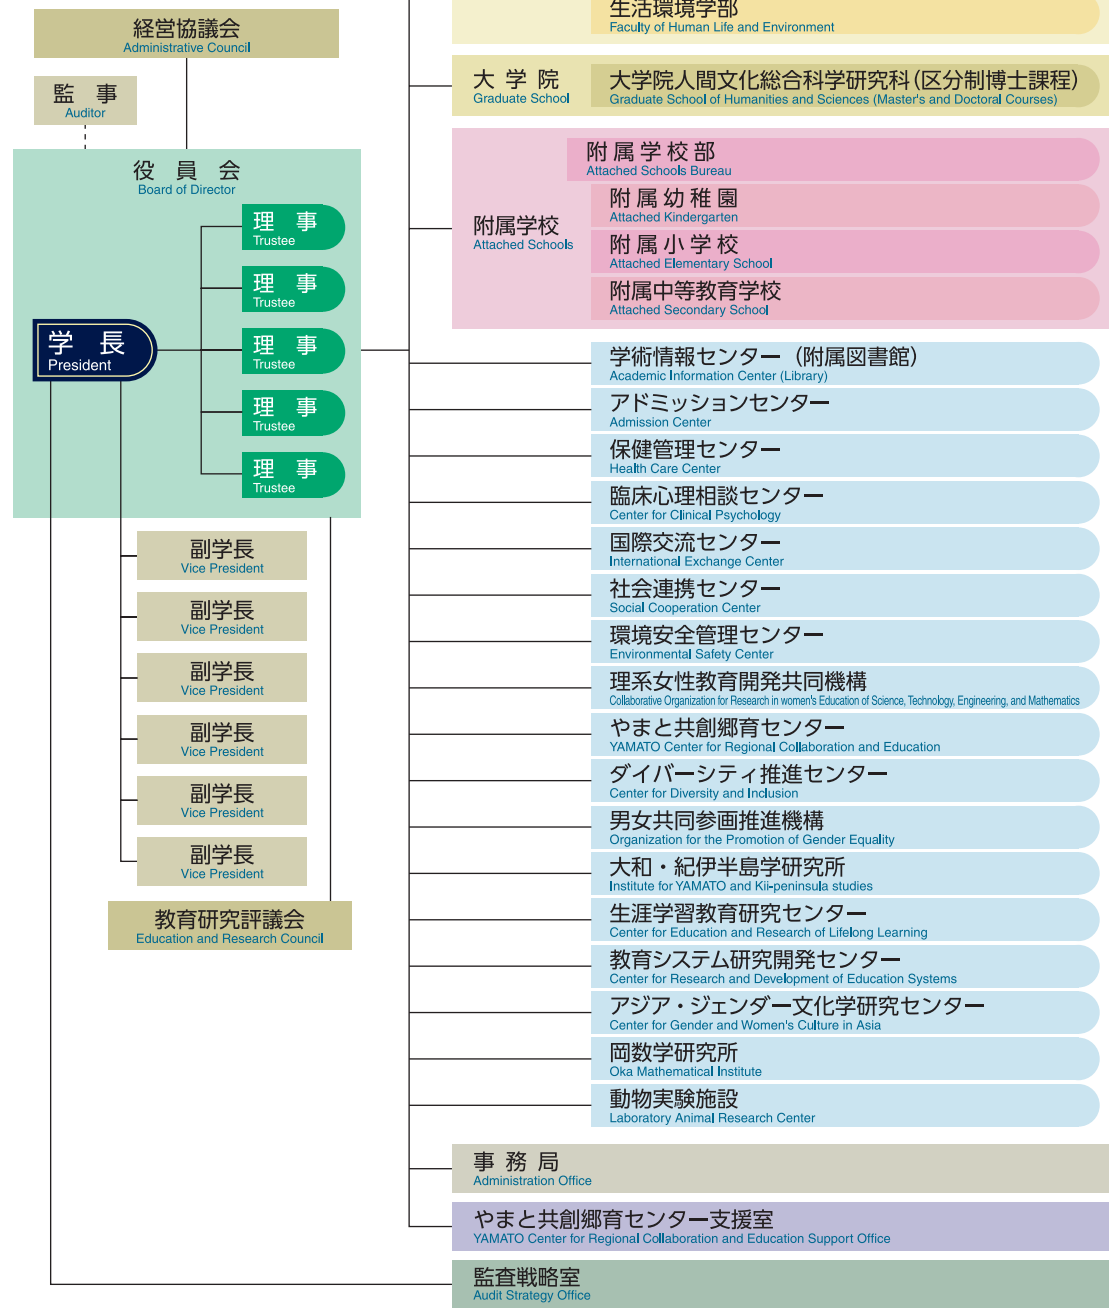 経営協議会
Administrative Council
監事
Auditor
役員会
Board of Director
理事
Trustee
理事
Trustee
理事
Trustee
理事
Trustee
理事
Trustee
学長
President
副学長
Vice President
副学長
Vice President
副学長
Vice President
副学長
Vice President
副学長
Vice President
副学長
Vice President
教育研究評議会
Education and Research Council
生活環境学部
Faculty of Human Life and Environment
大学院
Graduate School
大学院人間文化総合科学研究科(区分制博士課程)
Graduate School of Humanities and Sciences (Master's and Doctoral Courses)
附属学校
Attached Schools
附属学校部
Attached Schools Bureau
附属幼稚園
Attached Kindergarten
附属小学校
Attached Elementary School
附属中等教育学校
Attached Secondary School
学術情報センター(附属図書館)
Academic Information Center (Library)
アドミッションセンター
Admission Center
保健管理センター
Health Care Center
臨床心理相談センター
Center for Clinical Psychology
国際交流センター
International Exchange Center
社会連携センター
Social Cooperation Center
環境安全管理センター
Environmental Safety Center
理系女性教育開発共同機構
Collaborative Organization for Research in women's Education of Science, Technology, Engineering, and Mathematics
やまと共創郷育センター
YAMATO Center for Regional Collaboration and Education
ダイバーシティ推進センター
Center for Diversity and Inclusion
男女共同参画推進機構
Organization for the Promotion of Gender Equality
大和・紀伊半島学研究所
Institute for YAMATO and Kii-peninsula studies
生涯学習教育研究センター
Center for Education and Research of Lifelong Learning
教育システム研究開発センター
Center for Research and Development of Education Systems
アジア・ジェンダー文化学研究センター
Center for Gender and Women's Culture in Asia
岡数学研究所
Oka Mathematical Institute
動物実験施設
Laboratory Animal Research Center
事務局
Administration Office
やまと共創郷育センター支援室
YAMATO Center for Regional Collaboration and Education Support Office
監査戦略室
Audit Strategy Office